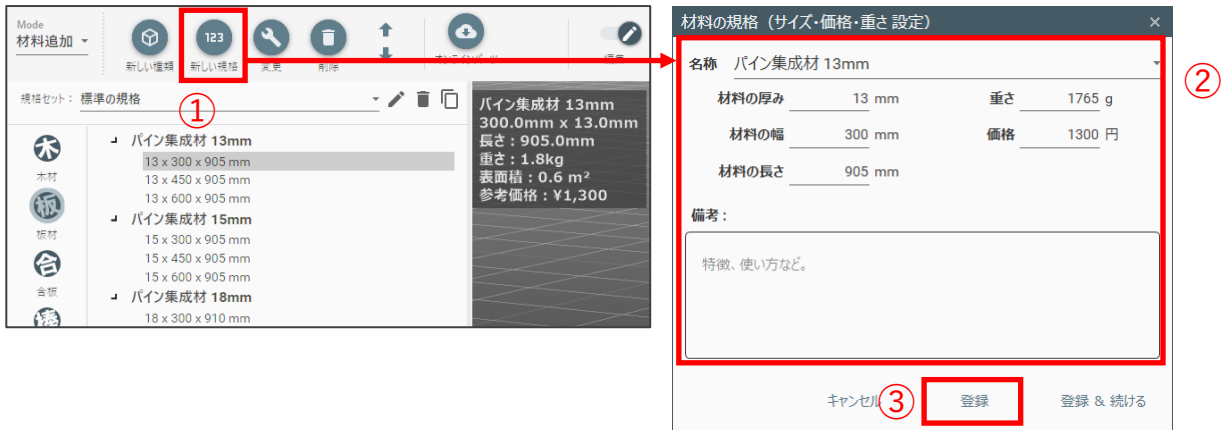 Mode
材料追加
123
新しい種類
新しい規格
変更
削除
編集
規格セット： 標準の規格
①
木
木材
板
板材
合
合板
棒
パイン集成材 13mm
13 x 300 x 905 mm
13 x 450 x 905 mm
13 x 600 x 905 mm
パイン集成材 15mm
15 x 300 x 905 mm
15 x 450 x 905 mm
15 x 600 x 905 mm
パイン集成材 18mm
18 x 300 x 910 mm
パイン集成材 13mm
300.0mm x 13.0mm
長さ：905.0mm
重さ：1.8kg
表面積：0.6 m²
参考価格：¥1,300
材料の規格（サイズ・価格・重さ 設定）
×
名称 パイン集成材 13mm
②
材料の厚み 13 mm 重さ 1765 g
材料の幅 300 mm 価格 1300 円
材料の長さ 905 mm
備考：
特徴、使い方など。
キャンセル ③ 登録 登録 & 続ける